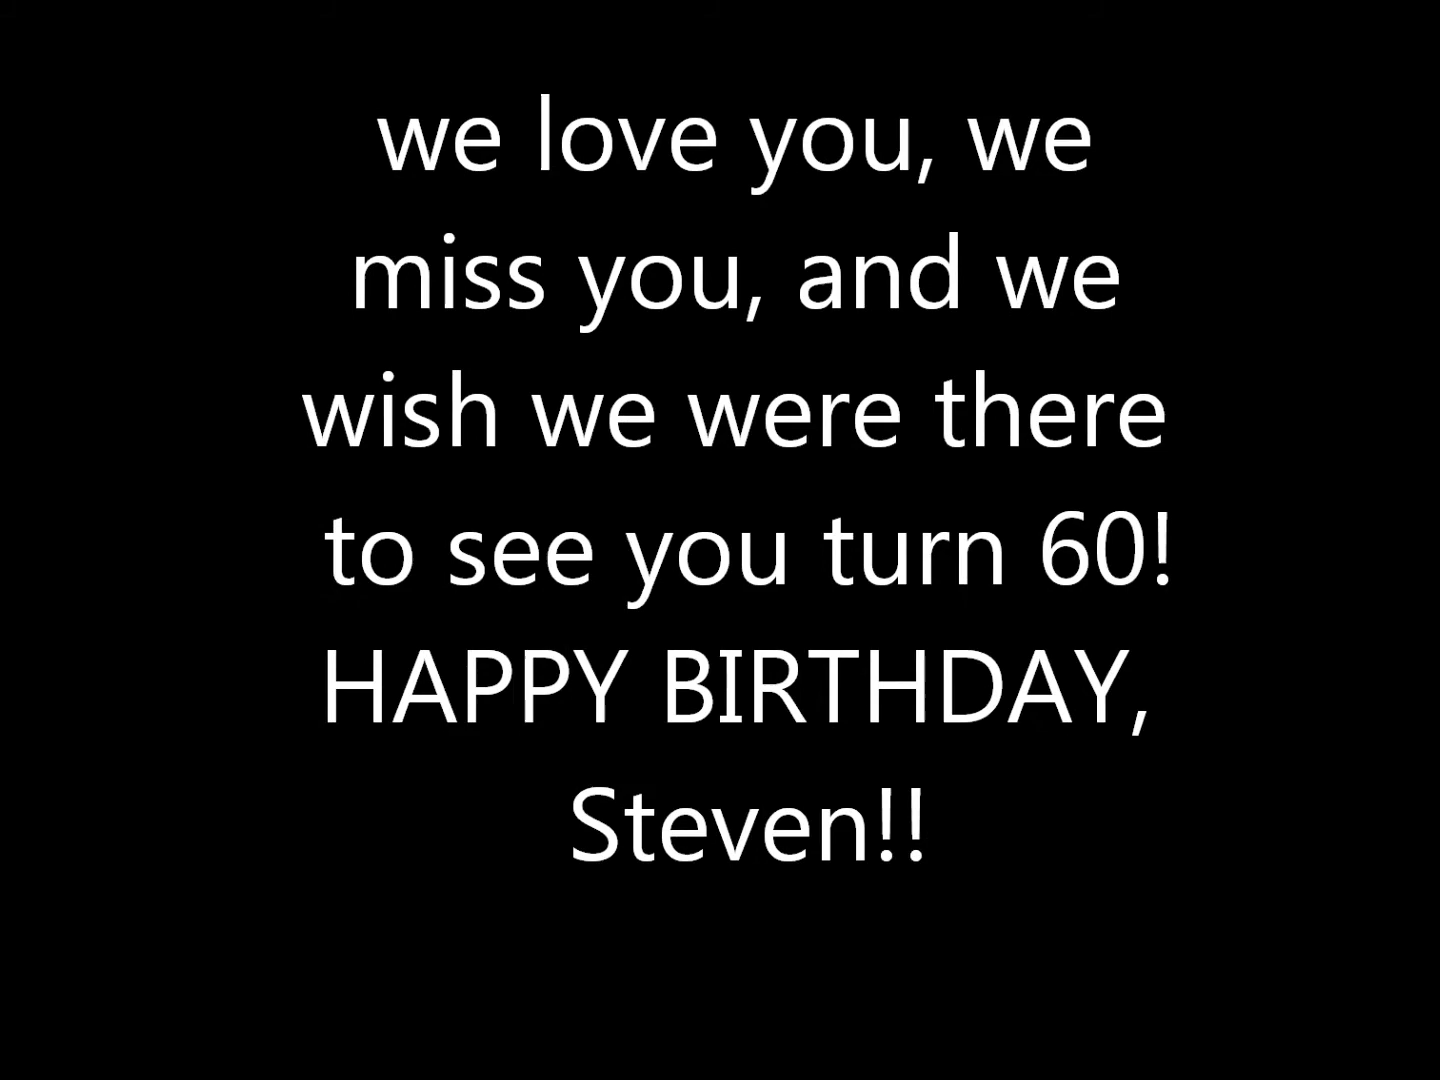 we love you, we
miss you, and we
wish we were there
to see you turn 60!
HAPPY BIRTHDAY,
Steven!!